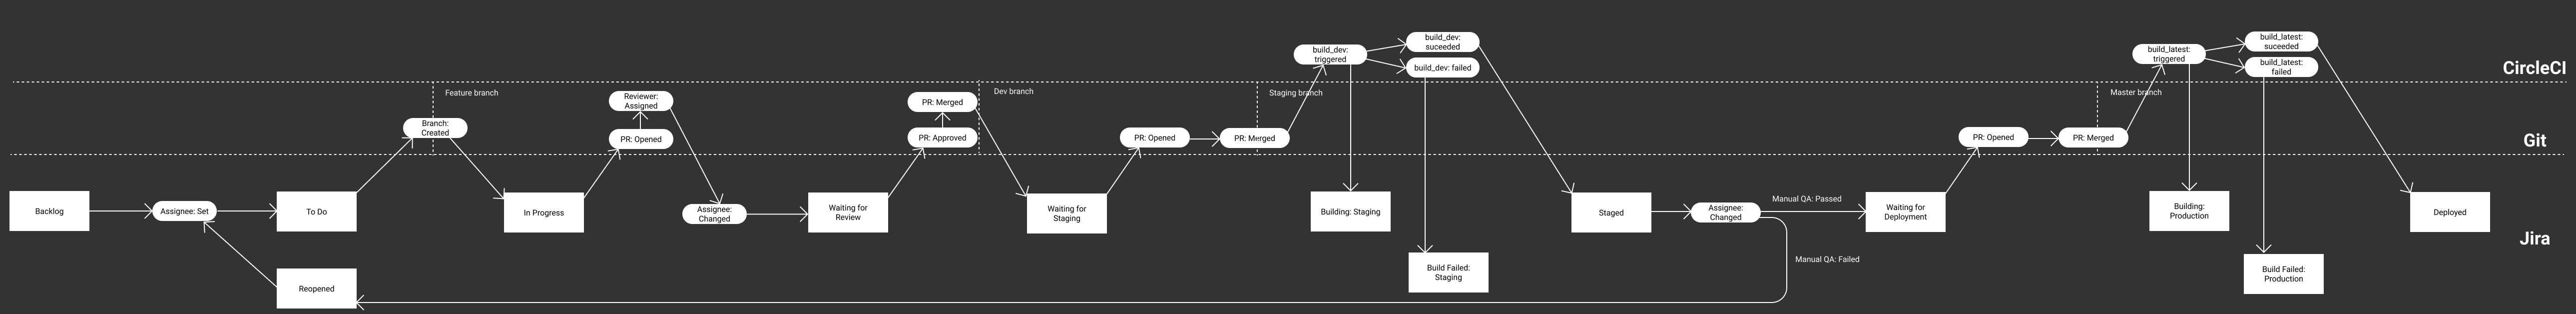 build_dev:
triggered
build_dev:
suceeded
build_dev: failed
build_latest:
triggered
build_latest:
suceeded
build_latest:
failed
CircleCI
Feature branch
Dev branch
Staging branch
Master branch
Branch:
Created
Reviewer:
Assigned
PR: Opened
PR: Merged
PR: Approved
PR: Opened
PR: Merged
PR: Opened
PR: Merged
Git
Backlog
Assignee: Set
To Do
In Progress
Assignee:
Changed
Waiting for
Review
Waiting for
Staging
Building: Staging
Staged
Assignee:
Changed
Manual QA: Passed
Waiting for
Deployment
Building:
Production
Deployed
Jira
Reopened
Build Failed:
Staging
Manual QA: Failed
Build Failed:
Production